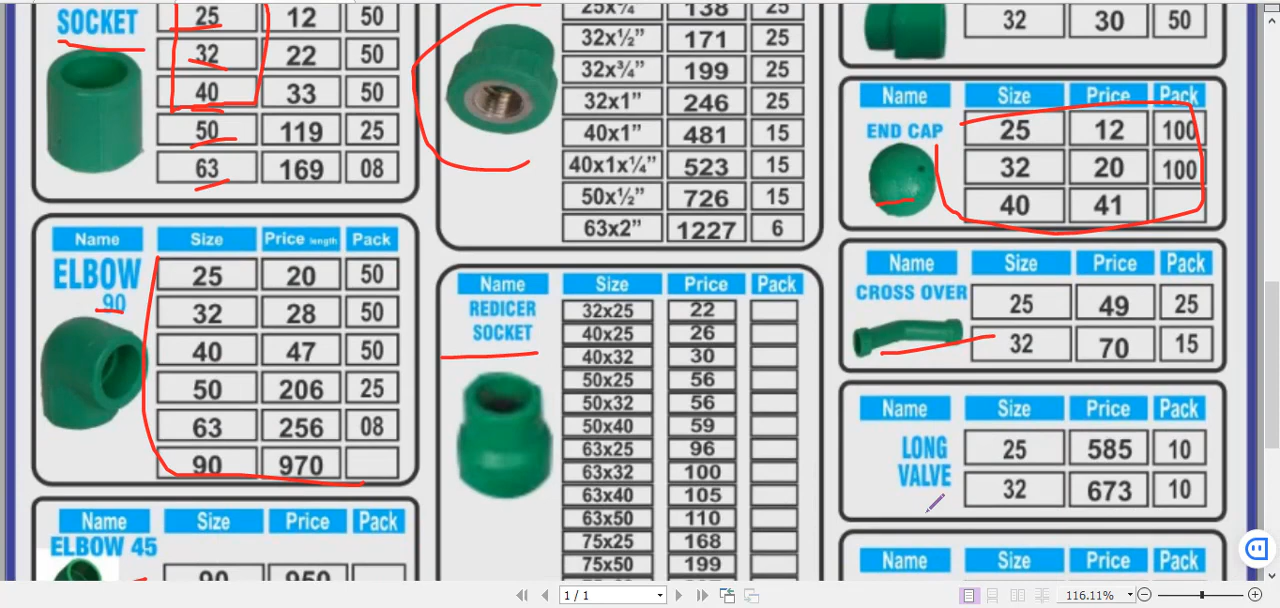 SOCKET
25 12 50
32 22 50
40 33 50
50 119 25
63 169 08
Name Size Price length Pack
ELBOW
90
25 20 50
32 28 50
40 47 50
50 206 25
63 256 08
90 970
Name Size Price Pack
ELBOW 45
90 950
138 25
32x½” 171 25
32x¾” 199 25
32x1” 246 25
40x1” 481 15
40x1x¼” 523 15
50x½” 726 15
63x2” 1227 6
Name Size Price Pack
REDICER
SOCKET
32x25 22
40x25 26
40x32 30
50x25 56
50x32 56
50x40 59
63x25 96
63x32 100
63x40 105
63x50 110
75x25 168
75x50 199
32 30 50
Name Size Price Pack
END CAP
25 12 100
32 20 100
40 41
Name Size Price Pack
CROSS OVER
25 49 25
32 70 15
Name Size Price Pack
LONG
VALVE
25 585 10
32 673 10
Name Size Price Pack
1 / 1
116.11%